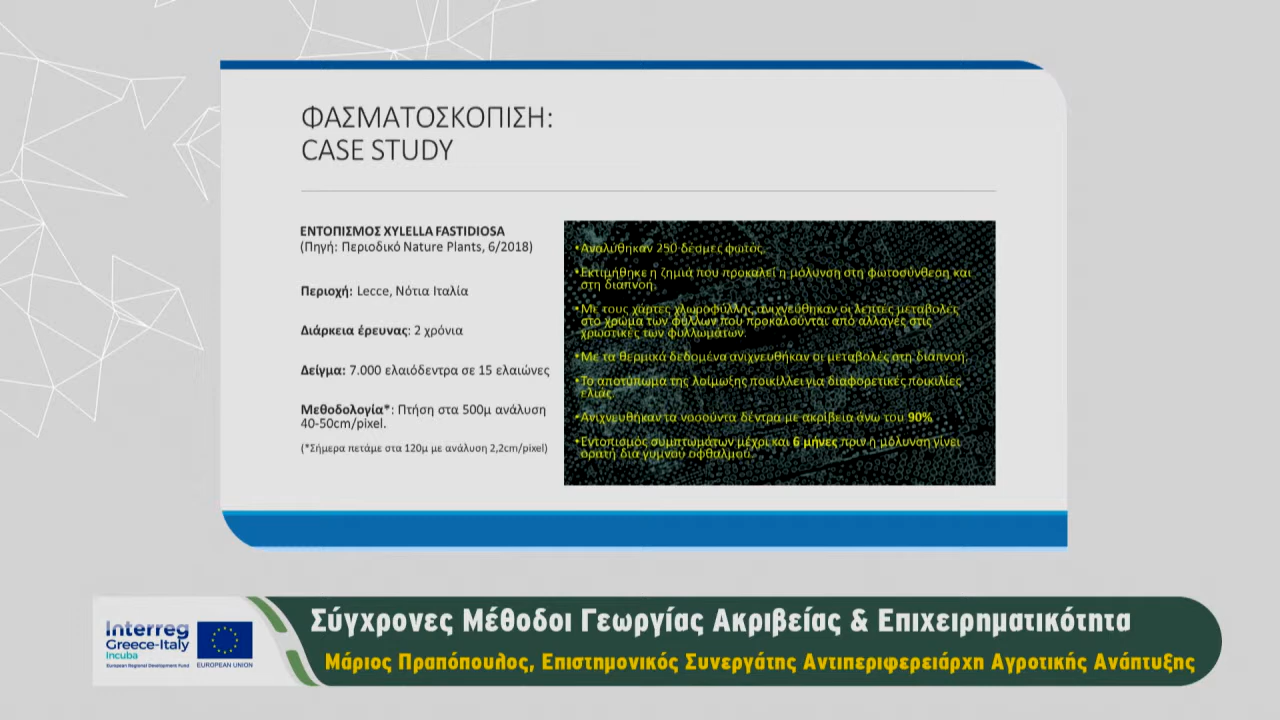 ΦΑΣΜΑΤΟΣΚΟΠΙΣΗ:
CASE STUDY
ΕΝΤΟΠΙΣΜΟΣ XYLELLA FASTIDIOSA
(Πηγή: Περιοδικό Nature Plants, 6/2018)
Περιοχή: Lecce, Νότια Ιταλία
Διάρκεια έρευνας: 2 χρόνια
Δείγμα: 7.000 ελαιόδεντρα σε 15 ελαιώνες
Μεθοδολογία*: Πτήση στα 500μ ανάλυση
40-50cm/pixel.
(*Σήμερα πετάμε στα 120μ με ανάλυση 2,2cm/pixel)
•Αναλύθηκαν 250 δέσμες φωτός.
•Εκτιμήθηκε η ζημιά που προκαλεί η μόλυνση στη φωτοσύνθεση και
στη διαπνοή.
•Με τους χάρτες χλωροφύλλης ανιχνεύθηκαν οι λεπτές μεταβολές
στο χρώμα των φύλλων που προκαλούνται από αλλαγές στις
χρωστικές των φυλλωμάτων.
•Με τα θερμικά δεδομένα ανιχνευθήκαν οι μεταβολές στη διαπνοή.
•Το αποτύπωμα της λοίμωξης ποικίλλει για διαφορετικές ποικιλίες
ελιάς.
•Ανιχνευθήκαν τα νοσούντα δέντρα με ακρίβεια άνω του 90%
•Εντοπισμός συμπτωμάτων μέχρι και 6 μήνες πριν η μόλυνση γίνει
ορατή δια γυμνού οφθαλμού.
Interreg
Greece-Italy
Incuba
European Regional Development Fund
EUROPEAN UNION
Σύγχρονες Μέθοδοι Γεωργίας Ακριβείας & Επιχειρηματικότητα
Μάριος Πραπόπουλος, Επιστημονικός Συνεργάτης Αντιπεριφερειάρχη Αγροτικής Ανάπτυξης